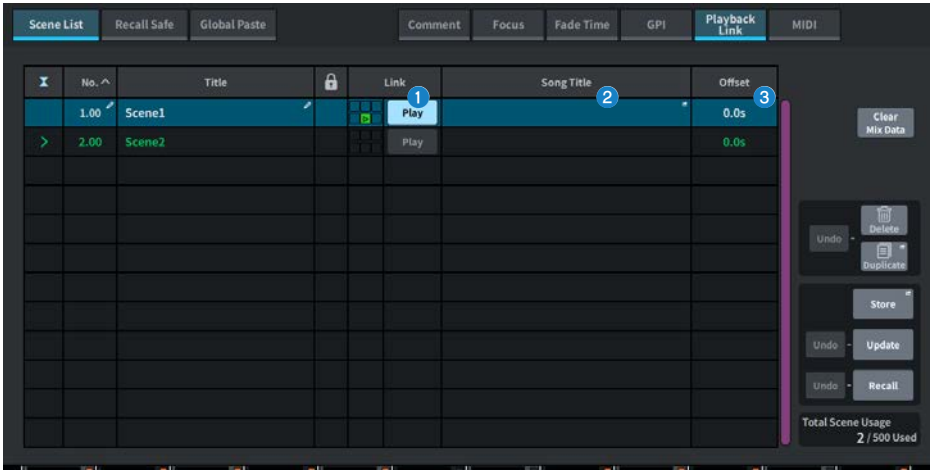 Scene List Recall Safe Global Paste Comment Focus Fade Time GPI Playback Link MIDI
No. ^ Title Link Song Title Offset
1 2 3
1.00 Scene1 Play 0.0s
> 2.00 Scene2 Play 0.0s
Clear
Mix Data
Delete
Undo -
Duplicate
Store
Undo - Update
Undo - Recall
Total Scene Usage
2 / 500 Used